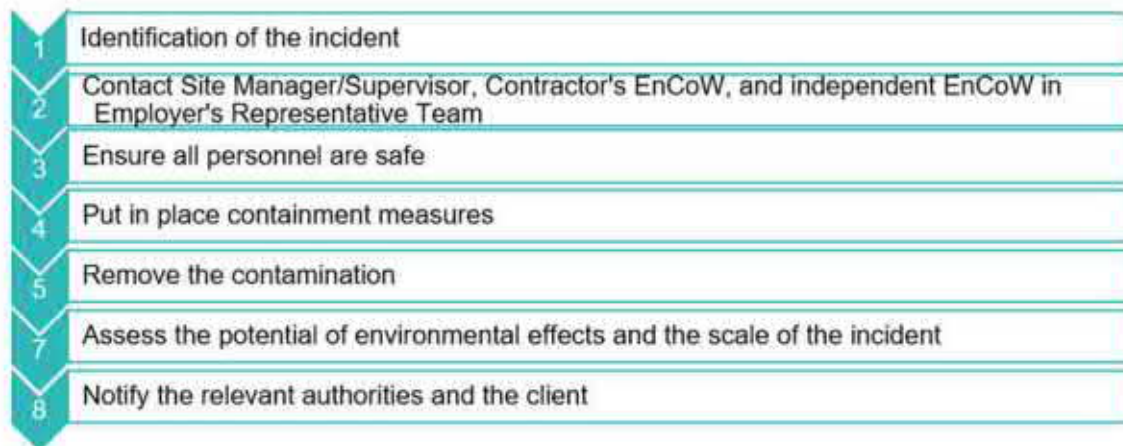 1 Identification of the incident
2 Contact Site Manager/Supervisor, Contractor's EnCoW, and independent EnCoW in
Employer's Representative Team
3 Ensure all personnel are safe
4 Put in place containment measures
5 Remove the contamination
7 Assess the potential of environmental effects and the scale of the incident
8 Notify the relevant authorities and the client